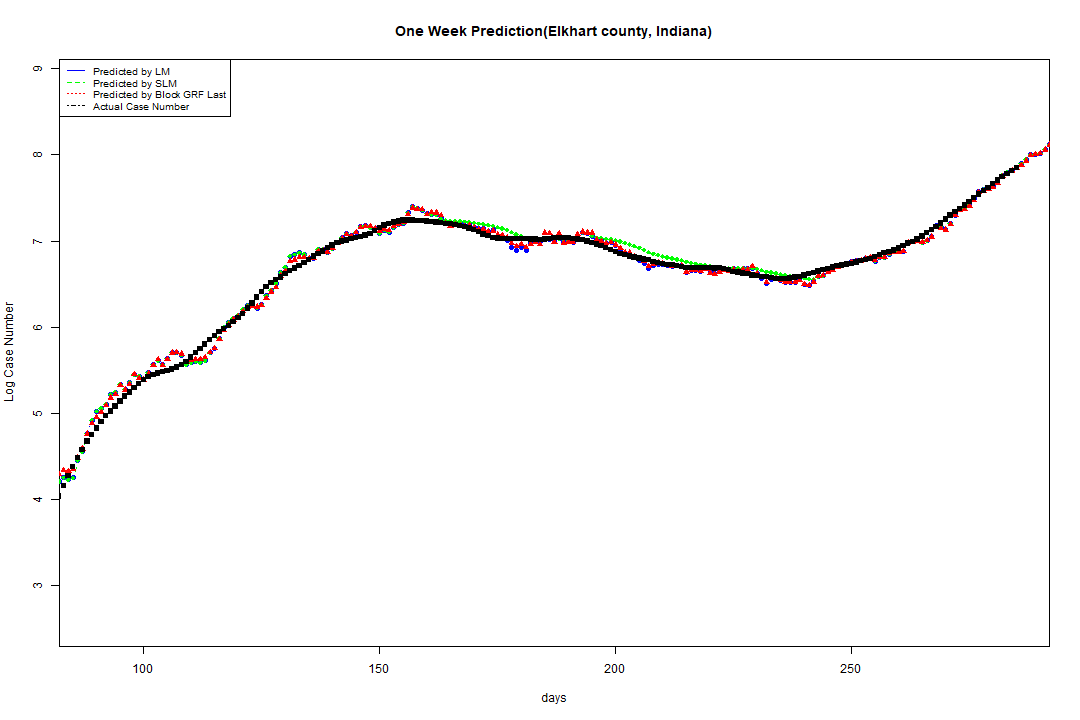 One Week Prediction(Elkhart county, Indiana)
Predicted by LM
Predicted by SLM
Predicted by Block GRF Last
Actual Case Number
9
8
7
6
5
4
3
Log Case Number
100
150
200
250
days